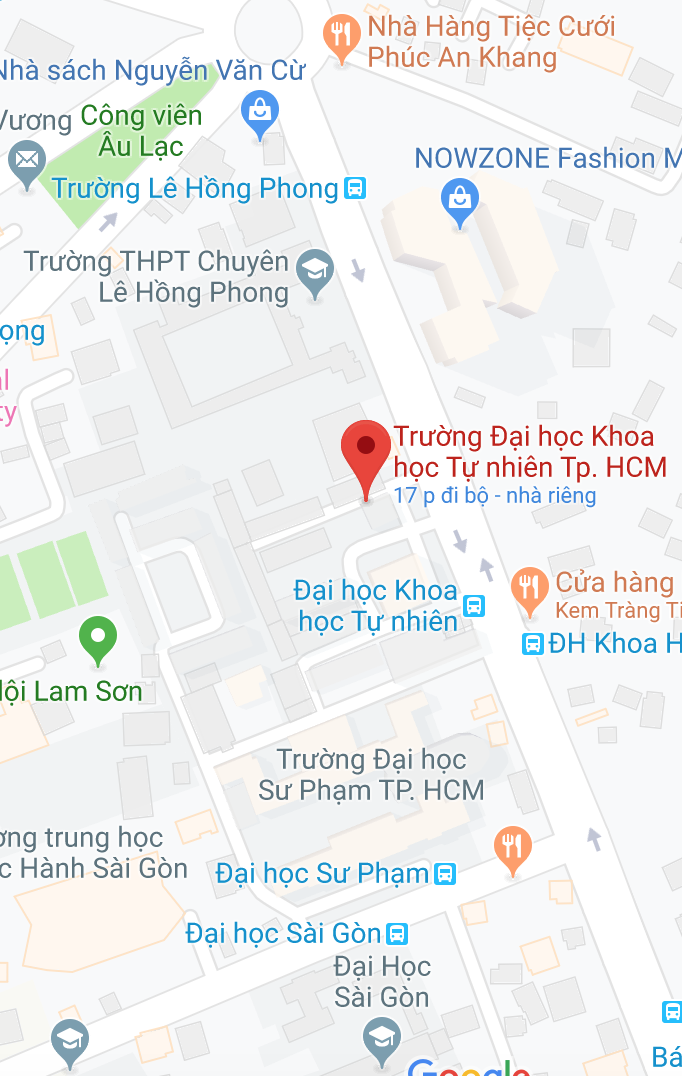 Nhà Hàng Tiệc Cưới
Phúc An Khang
Nhà sách Nguyễn Văn Cừ
Vương
Công viên
Âu Lạc
NOWZONE Fashion M
Trường Lê Hồng Phong
Trường THPT Chuyên
Lê Hồng Phong
ọng
al
ty
Trường Đại học Khoa
học Tự nhiên Tp. HCM
17 p đi bộ - nhà riêng
Đại học Khoa
học Tự nhiên
Cửa hàng
Kem Tràng Ti
ĐH Khoa H
ội Lam Sơn
Trường Đại học
Sư Phạm TP. HCM
ờng trung học
c Hành Sài Gòn
Đại học Sư Phạm
Đại học Sài Gòn
Đại Học
Sài Gòn
Bá
Google